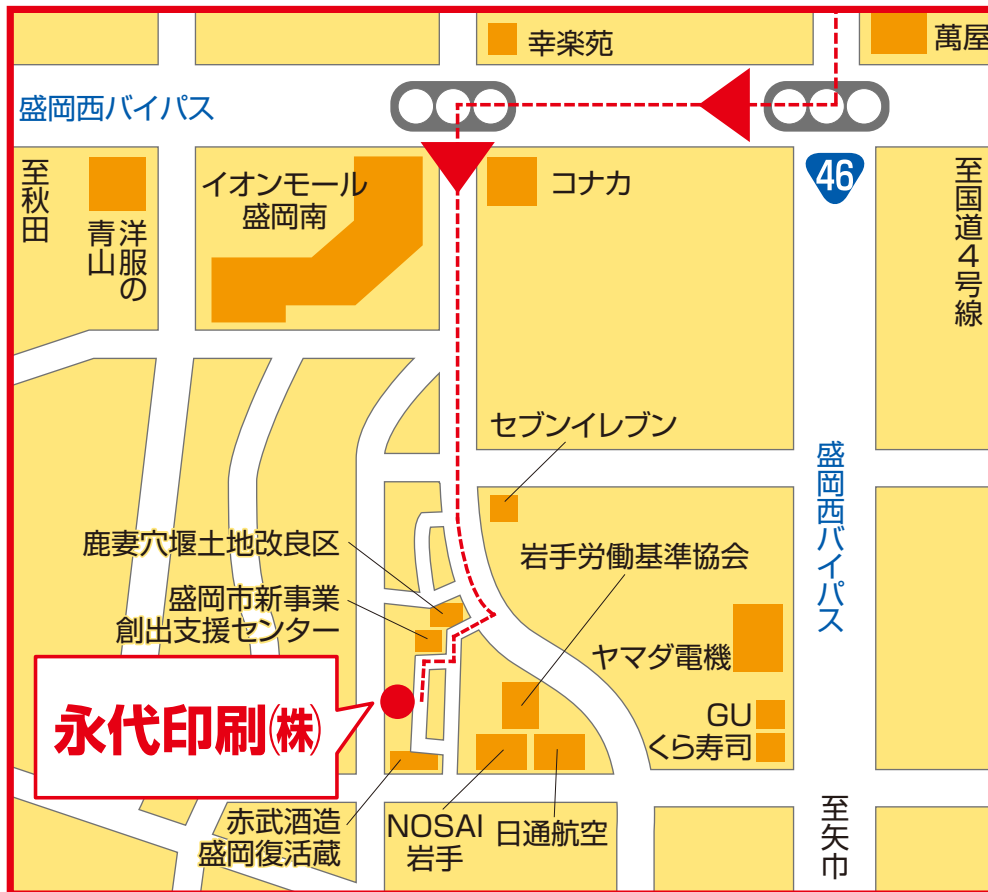 幸楽苑
萬屋
盛岡西バイパス
至秋田
洋服の
青山
イオンモール
盛岡南
コナカ
46
至国道4号線
セブンイレブン
盛岡西バイパス
鹿妻穴堰土地改良区
岩手労働基準協会
盛岡市新事業
創出支援センター
ヤマダ電機
永代印刷㈱
GU
くら寿司
赤武酒造
盛岡復活蔵
NOSAI
岩手
日通航空
至矢巾